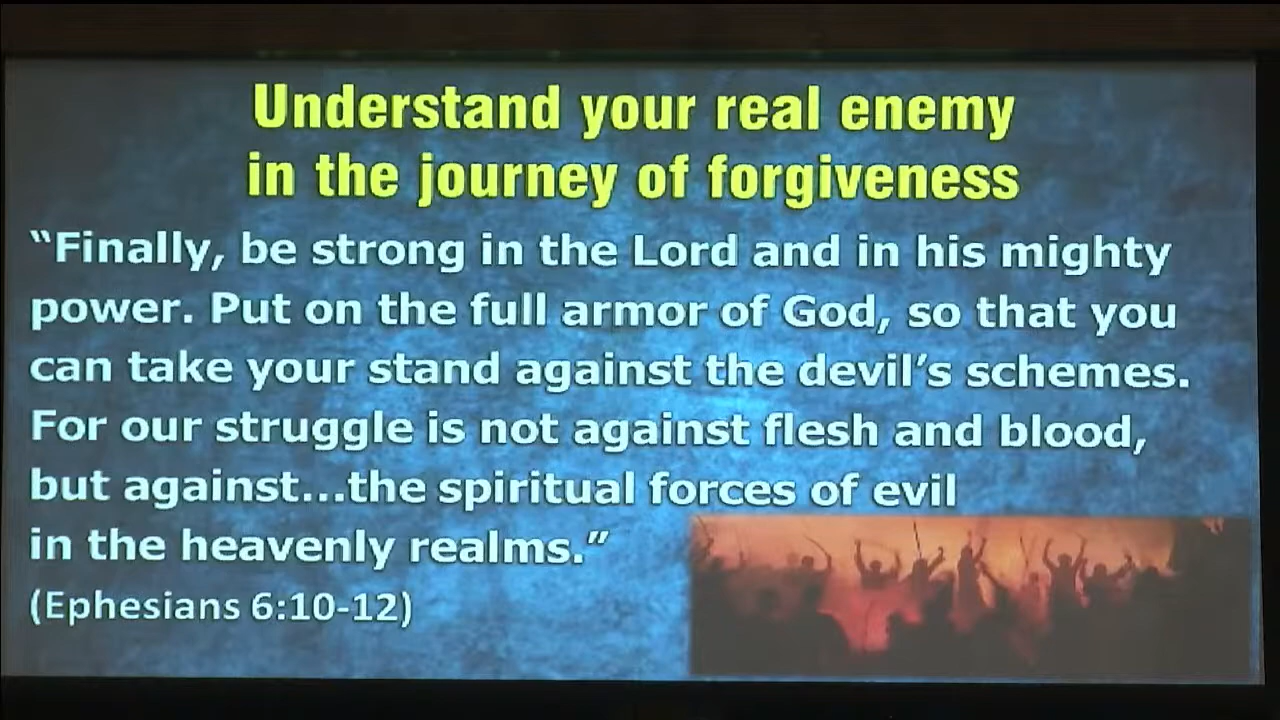 Understand your real enemy
in the journey of forgiveness
“Finally, be strong in the Lord and in his mighty
power. Put on the full armor of God, so that you
can take your stand against the devil’s schemes.
For our struggle is not against flesh and blood,
but against...the spiritual forces of evil
in the heavenly realms.”
(Ephesians 6:10-12)